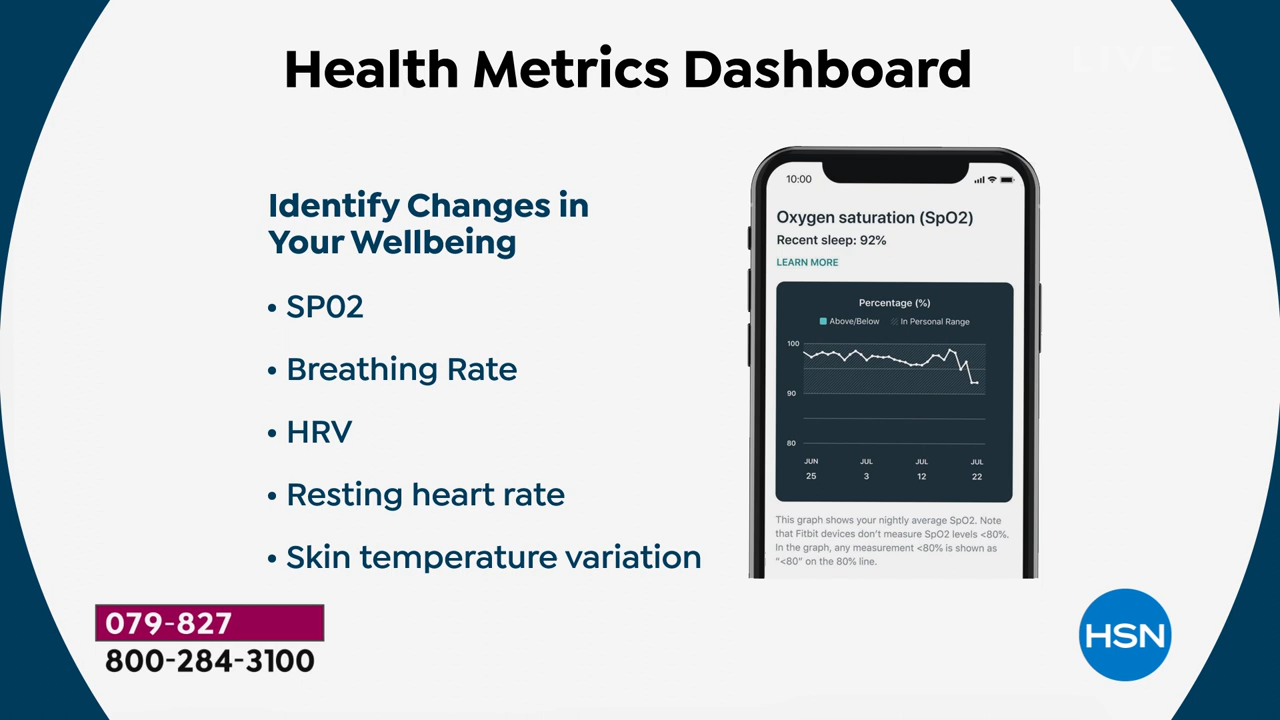 Health Metrics Dashboard
LIVE
Identify Changes in
Your Wellbeing
• SP02
• Breathing Rate
• HRV
• Resting heart rate
• Skin temperature variation
10:00
Oxygen saturation (SpO2)
Recent sleep: 92%
LEARN MORE
Percentage (%)
Above/Below In Personal Range
100
90
80
JUN JUL JUL JUL
25 3 12 22
This graph shows your nightly average SpO2. Note
that Fitbit devices don't measure SpO2 levels <80%.
In the graph, any measurement <80% is shown as
"<80" on the 80% line.
079-827
800-284-3100
HSN